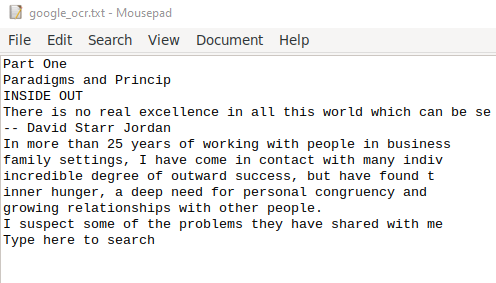 google_ocr.txt - Mousepad
File Edit Search View Document Help
Part One
Paradigms and Princip
INSIDE OUT
There is no real excellence in all this world which can be se
-- David Starr Jordan
In more than 25 years of working with people in business
family settings, I have come in contact with many indiv
incredible degree of outward success, but have found t
inner hunger, a deep need for personal congruency and
growing relationships with other people.
I suspect some of the problems they have shared with me
Type here to search